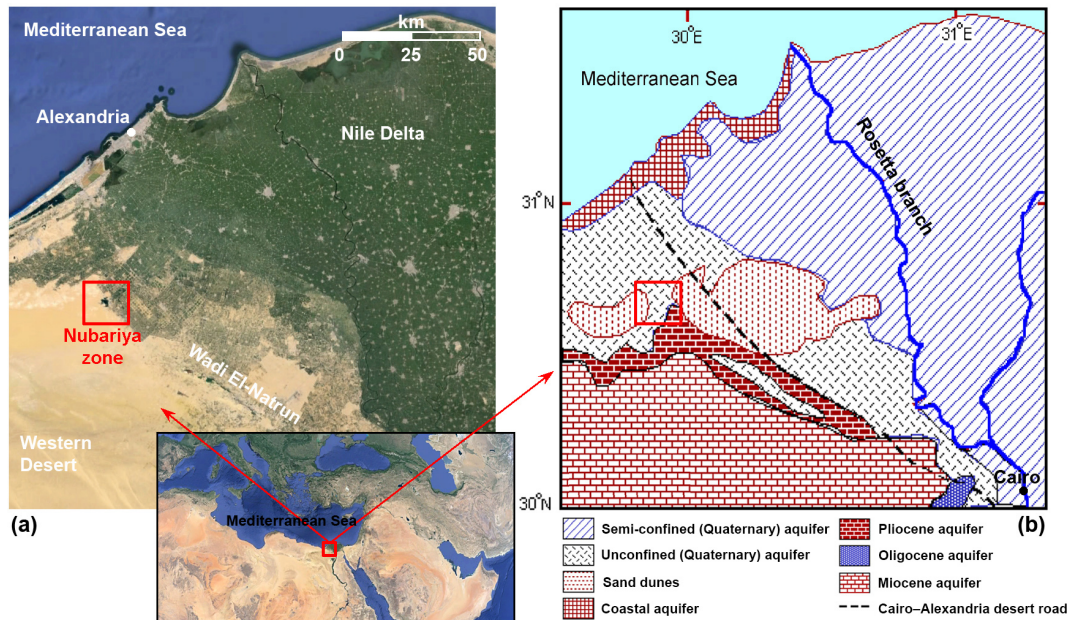 Mediterranean Sea
km
0 25 50
Alexandria
Nile Delta
Nubariya
zone
Wadi El-Natrun
Western
Desert
(a)
Mediterranean Sea
30°E
31°E
Mediterranean Sea
Rosetta branch
31°N
Cairo
30°N
(b)
Semi-confined (Quaternary) aquifer
Unconfined (Quaternary) aquifer
Sand dunes
Coastal aquifer
Pliocene aquifer
Oligocene aquifer
Miocene aquifer
Cairo–Alexandria desert road